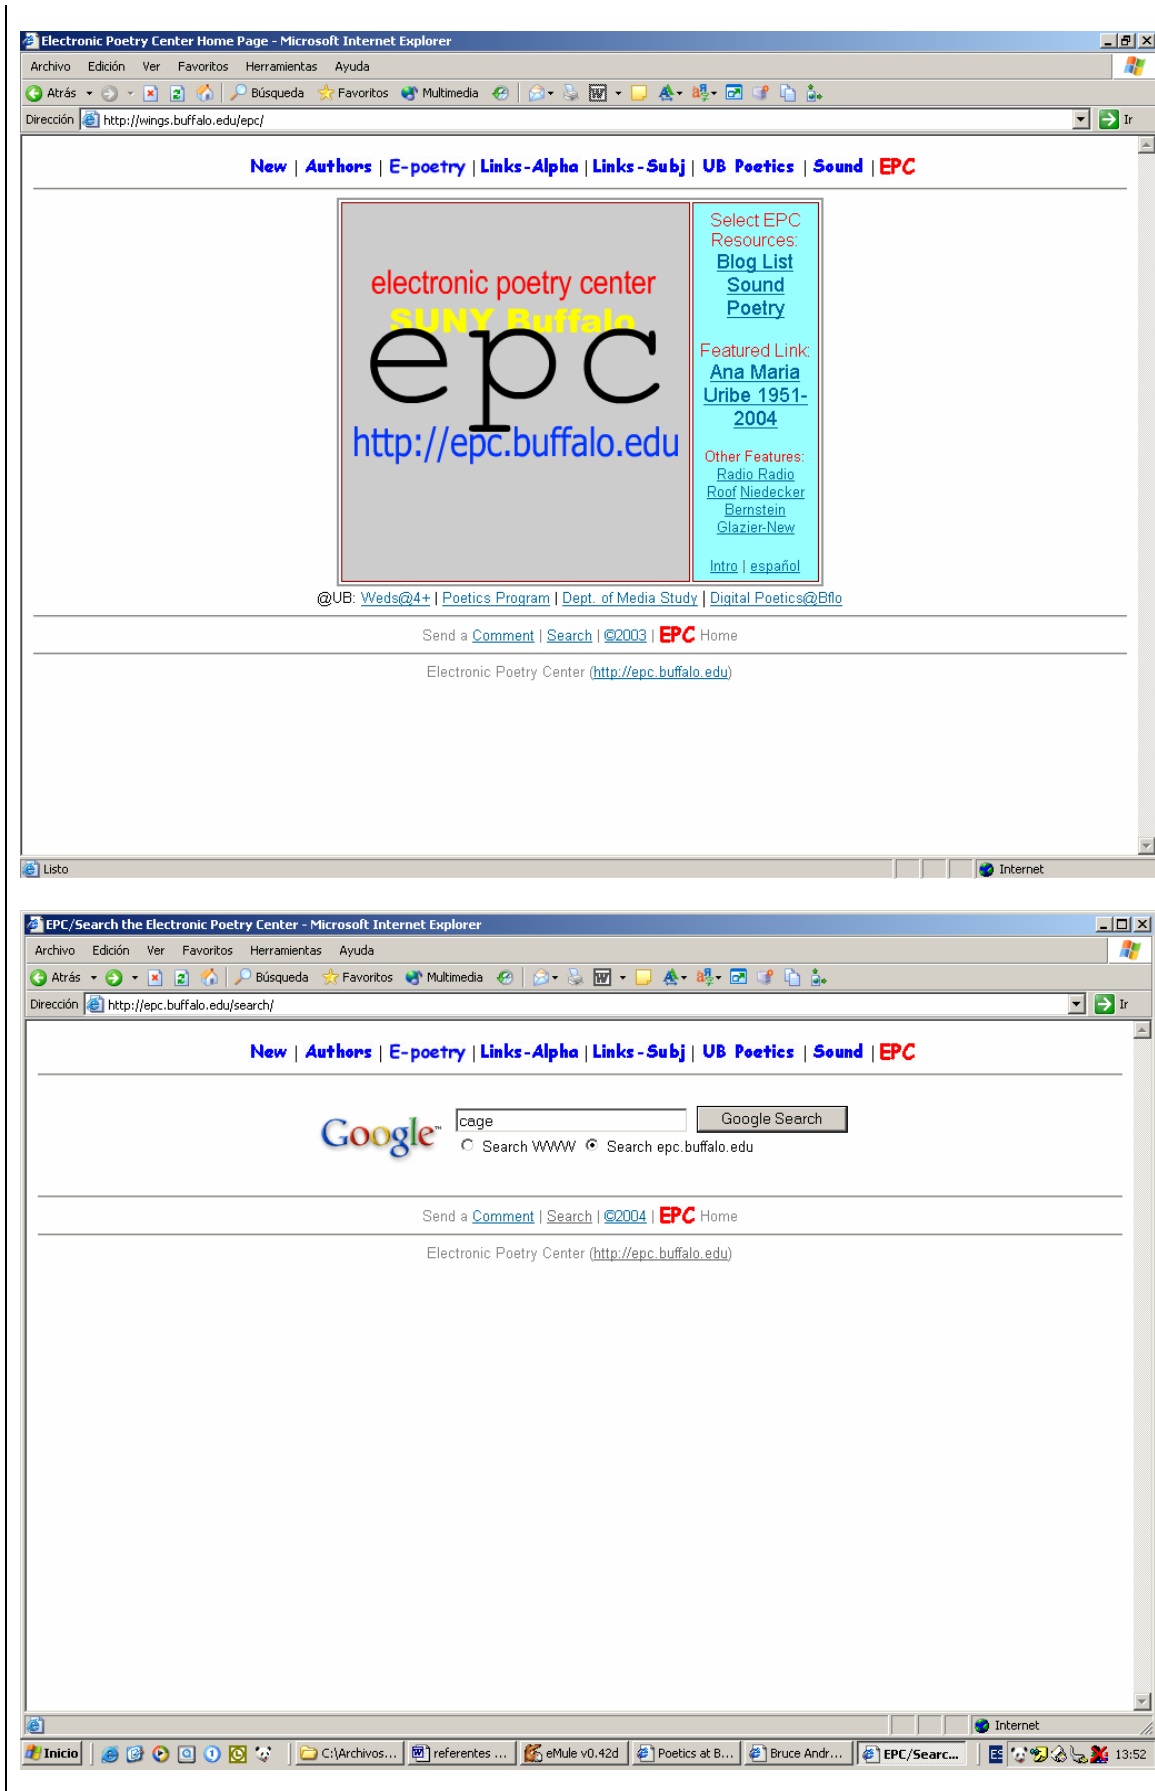 Electronic Poetry Center Home Page - Microsoft Internet Explorer
Archivo Edición Ver Favoritos Herramientas Ayuda
Atrás Búsqueda Favoritos Multimedia
Dirección http://wings.buffalo.edu/epc/ Ir
New | Authors | E-poetry | Links-Alpha | Links-Subj | UB Poetics | Sound | EPC
electronic poetry center
SUNY Buffalo
epc
http://epc.buffalo.edu
Select EPC
Resources:
Blog List
Sound
Poetry
Featured Link:
Ana Maria
Uribe 1951-
2004
Other Features:
Radio Radio
Roof Niedecker
Bernstein
Glazier-New
Intro | español
@UB: Weds@4+ | Poetics Program | Dept. of Media Study | Digital Poetics@Bflo
Send a Comment | Search | ©2003 | EPC Home
Electronic Poetry Center (http://epc.buffalo.edu)
Listo Internet
EPC/Search the Electronic Poetry Center - Microsoft Internet Explorer
Archivo Edición Ver Favoritos Herramientas Ayuda
Atrás Búsqueda Favoritos Multimedia
Dirección http://epc.buffalo.edu/search/ Ir
New | Authors | E-poetry | Links-Alpha | Links-Subj | UB Poetics | Sound | EPC
Google™ cage Google Search
Search WWW Search epc.buffalo.edu
Send a Comment | Search | ©2004 | EPC Home
Electronic Poetry Center (http://epc.buffalo.edu)
Internet
Inicio C:\Archivos... referentes ... eMule v0.42d Poetics at B... Bruce Andr... EPC/Searc... ES 13:52